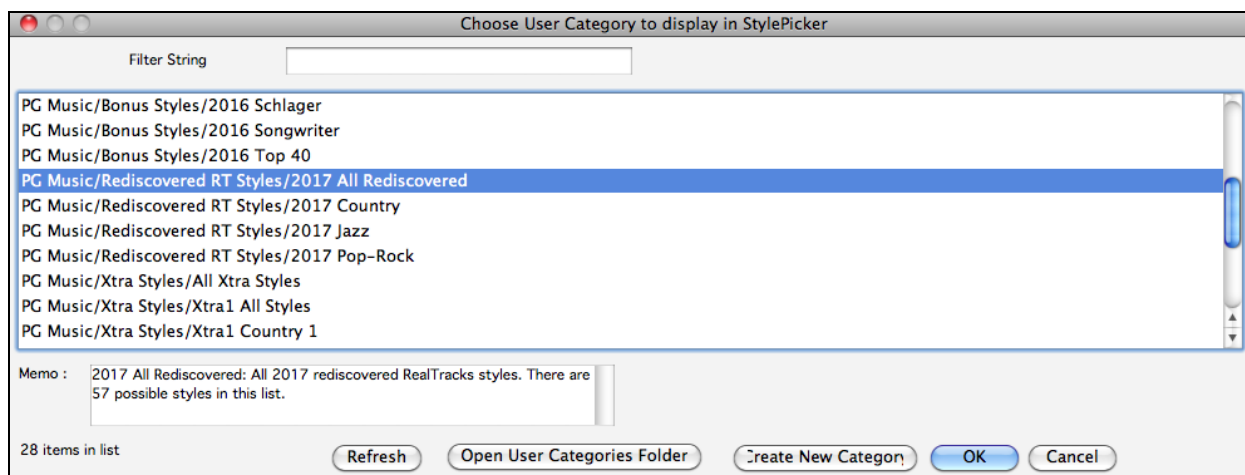 Choose User Category to display in StylePicker
Filter String
PG Music/Bonus Styles/2016 Schlager
PG Music/Bonus Styles/2016 Songwriter
PG Music/Bonus Styles/2016 Top 40
PG Music/Rediscovered RT Styles/2017 All Rediscovered
PG Music/Rediscovered RT Styles/2017 Country
PG Music/Rediscovered RT Styles/2017 Jazz
PG Music/Rediscovered RT Styles/2017 Pop-Rock
PG Music/Xtra Styles/All Xtra Styles
PG Music/Xtra Styles/Xtra1 All Styles
PG Music/Xtra Styles/Xtra1 Country 1
Memo : 2017 All Rediscovered: All 2017 rediscovered RealTracks styles. There are
57 possible styles in this list.
28 items in list
Refresh
Open User Categories Folder
Create New Category
OK
Cancel